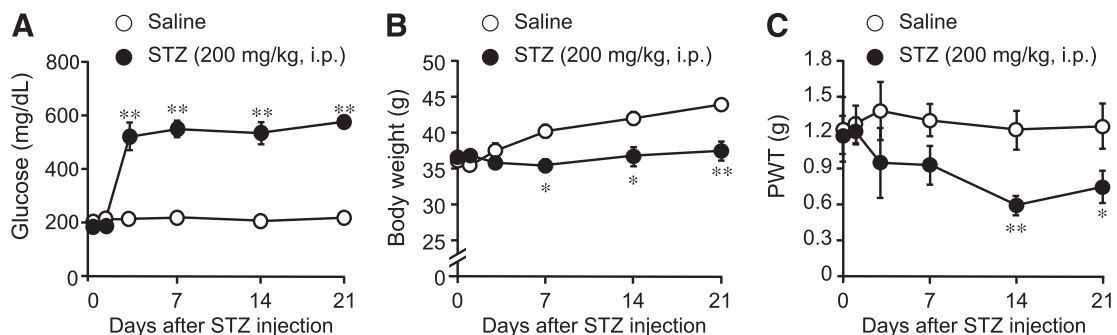 A
Saline
STZ (200 mg/kg, i.p.)
Glucose (mg/dL)
800
600
400
200
0
**
**
**
**
0
7
14
21
Days after STZ injection
B
Saline
STZ (200 mg/kg, i.p.)
Body weight (g)
50
45
40
35
30
25
0
*
*
**
0
7
14
21
Days after STZ injection
C
Saline
STZ (200 mg/kg, i.p.)
PWT (g)
1.8
1.5
1.2
0.9
0.6
0.3
0
**
*
0
7
14
21
Days after STZ injection